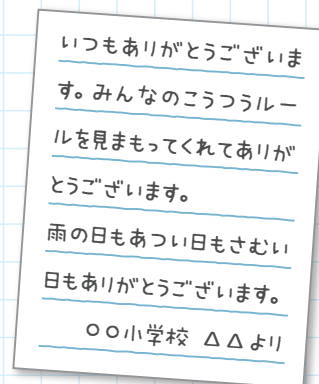 いつもありがとうございま
す。みんなのこうつうルー
ルを見まもってくれてありが
とうございます。
雨の日もあつい日もさむい
日もありがとうございます。
○○小学校 △△より